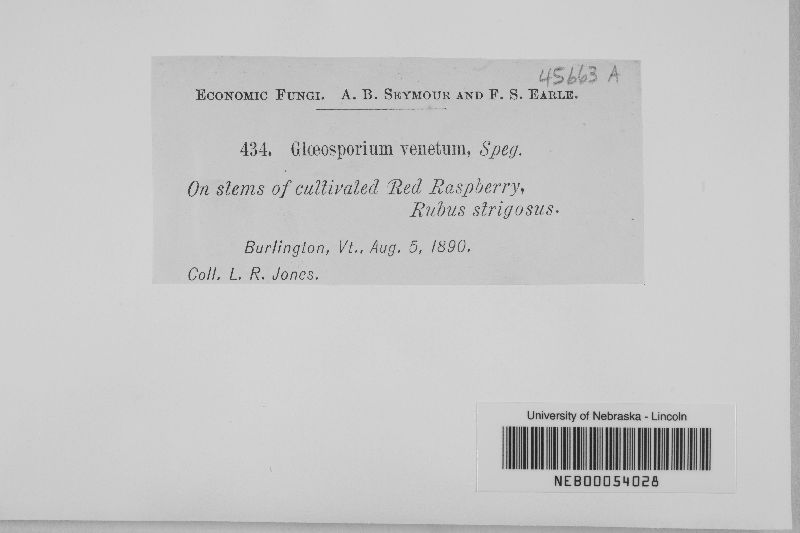 45663 A
Economic Fungi. A. B. Seymour and F. S. Earle.
434. Glœosporium venetum, Speg.
On stems of cultivated Red Raspberry,
Rubus strigosus.
Burlington, Vt., Aug. 5, 1890.
Coll. L. R. Jones.
University of Nebraska - Lincoln
NEB00054028